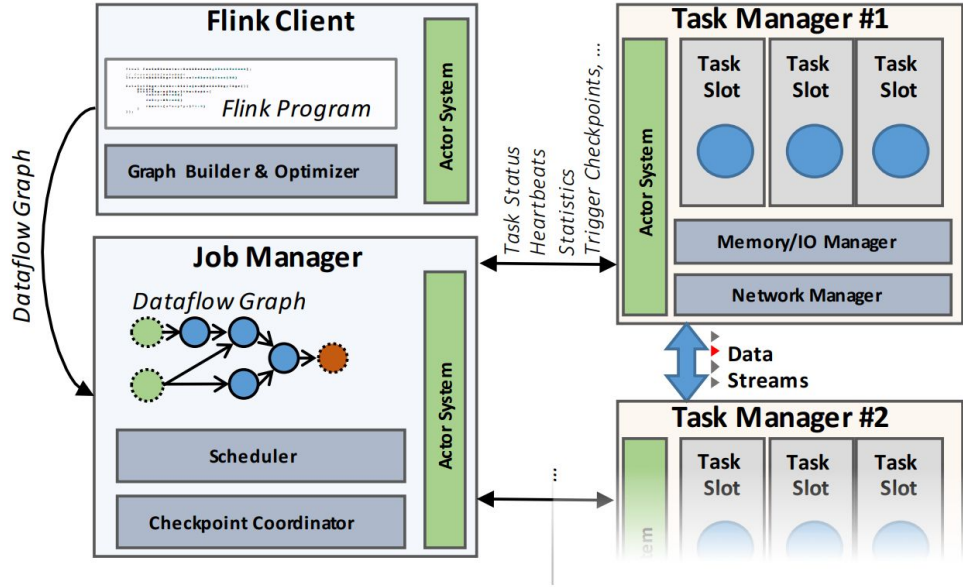 Flink Client
Flink Program
Graph Builder & Optimizer
Actor System
Dataflow Graph
Job Manager
Dataflow Graph
Scheduler
Checkpoint Coordinator
Actor System
Task Status
Heartbeats
Statistics
Trigger Checkpoints, ...
...
Task Manager #1
Actor System
Task
Slot
Task
Slot
Task
Slot
Memory/IO Manager
Network Manager
Data
Streams
Task Manager #2
Task
Slot
Task
Slot
Task
Slot